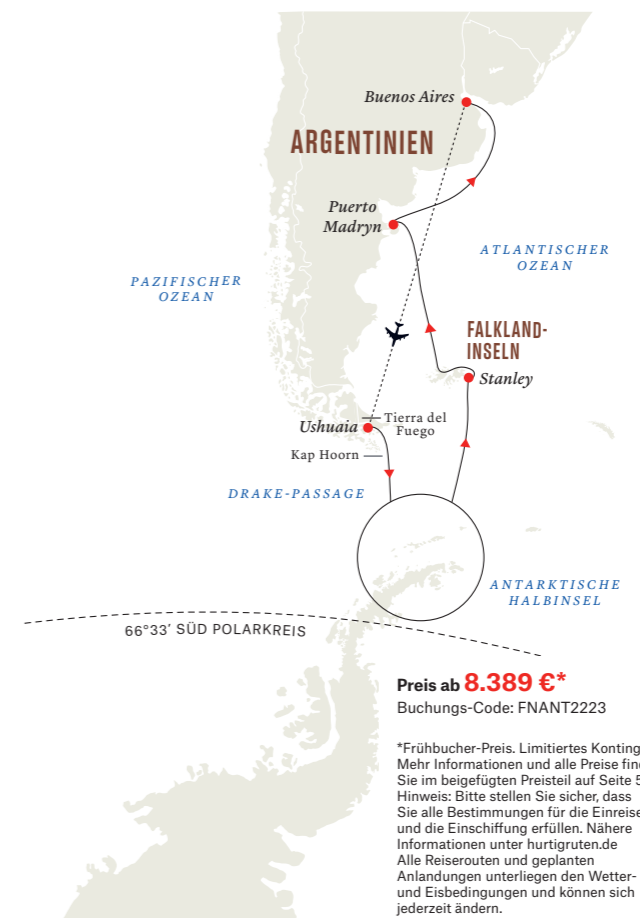 Buenos Aires
ARGENTINIEN
Puerto
Madryn
ATLANTISCHER
OZEAN
PAZIFISCHER
OZEAN
FALKLAND-
INSELN
Stanley
Ushuaia
Tierra del
Fuego
Kap Hoorn
DRAKE-PASSAGE
ANTARKTISCHE
HALBINSEL
66°33' SÜD POLARKREIS
Preis ab 8.389 €*
Buchungs-Code: FNANT2223
*Frühbucher-Preis. Limitiertes Konting
Mehr Informationen und alle Preise find
Sie im beigefügten Preisteil auf Seite 5
Hinweis: Bitte stellen Sie sicher, dass
Sie alle Bestimmungen für die Einreise
und die Einschiffung erfüllen. Nähere
Informationen unter hurtigruten.de
Alle Reiserouten und geplanten
Anlandungen unterliegen den Wetter-
und Eisbedingungen und können sich
jederzeit ändern.